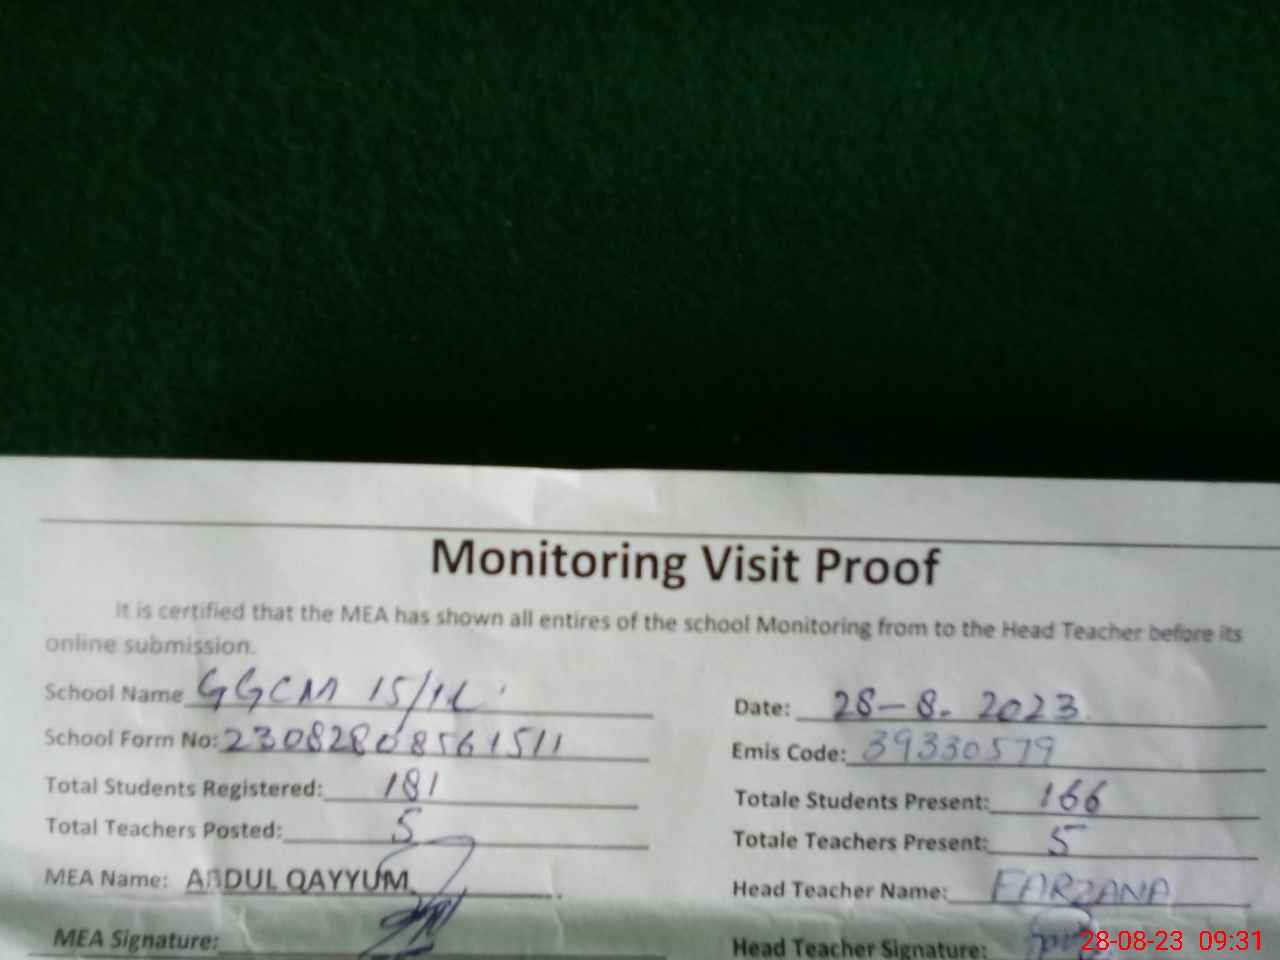 Monitoring Visit Proof
It is certified that the MEA has shown all entires of the school Monitoring from to the Head Teacher before its
online submission.
School Name GGCM 15/1L Date: 28-8-2023
School Form No: 23082808561511 Emis Code: 39330579
Total Students Registered: 181 Totale Students Present: 166
Total Teachers Posted: 5 Totale Teachers Present: 5
MEA Name: ABDUL QAYYUM Head Teacher Name: FARZANA
MEA Signature: Head Teacher Signature:
28-08-23 09:31